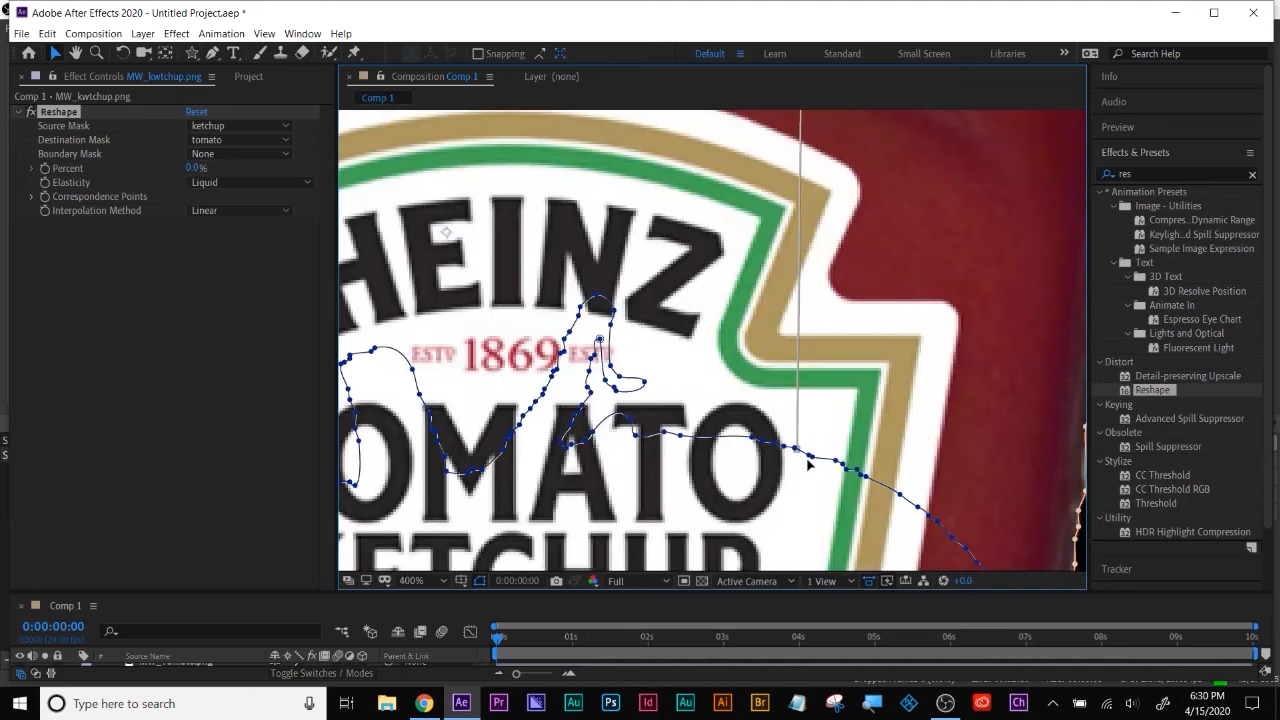 Adobe After Effects 2020 - Untitled Project.aep *
File Edit Composition Layer Effect Animation View Window Help
Snapping
Default Learn Standard Small Screen Libraries Search Help
Effect Controls MW_kwtchup.png Project
Composition Comp 1 Layer (none)
Info
Comp 1 • MW_kwtchup.png
Comp 1
Audio
fx Reshape Reset
Source Mask ketchup
Destination Mask tomato
Boundary Mask None
Percent 0.0%
Elasticity Liquid
Correspondence Points
Interpolation Method Linear
HEINZ
ESTD 1869 ESTD
TOMATO
KETCHUP
Preview
Effects & Presets
res
* Animation Presets
Image - Utilities
Compres...Dynamic Range
Keyligh...d Spill Suppressor
Sample Image Expression
Text
3D Text
3D Resolve Position
Animate In
Espresso Eye Chart
Lights and Optical
Fluorescent Light
Distort
Detail-preserving Upscale
Reshape
Keying
Advanced Spill Suppressor
Obsolete
Spill Suppressor
Stylize
CC Threshold
CC Threshold RGB
Threshold
Utility
HDR Highlight Compression
Tracker
400% 0:00:00:00 Full Active Camera 1 View +0.0
Comp 1
0:00:00:00
00000 (24.00 fps)
01s 02s 03s 04s 05s 06s 07s 08s 09s 10s
# Source Name Parent & Link
Toggle Switches / Modes
Type here to search
6:30 PM
4/15/2020